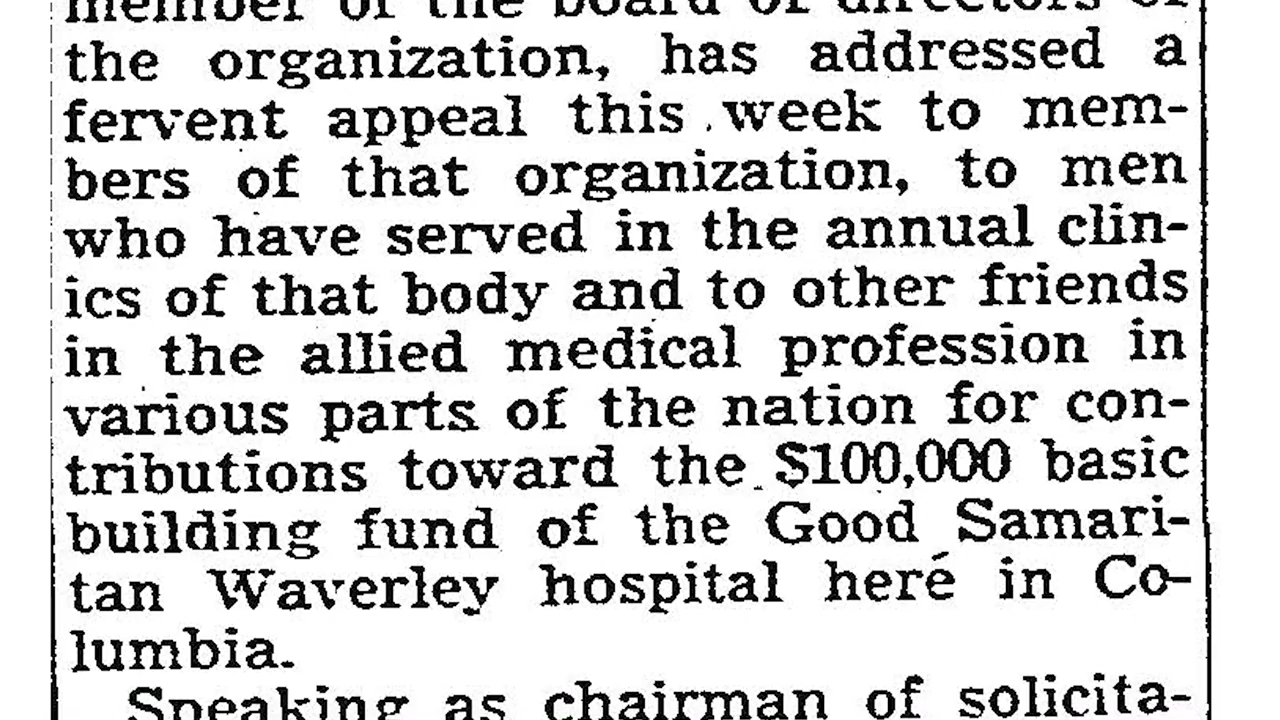 member of the board of directors of
the organization, has addressed a
fervent appeal this week to mem-
bers of that organization, to men
who have served in the annual clin-
ics of that body and to other friends
in the allied medical profession in
various parts of the nation for con-
tributions toward the $100,000 basic
building fund of the Good Samari-
tan Waverley hospital here in Co-
lumbia.
Speaking as chairman of solicita-